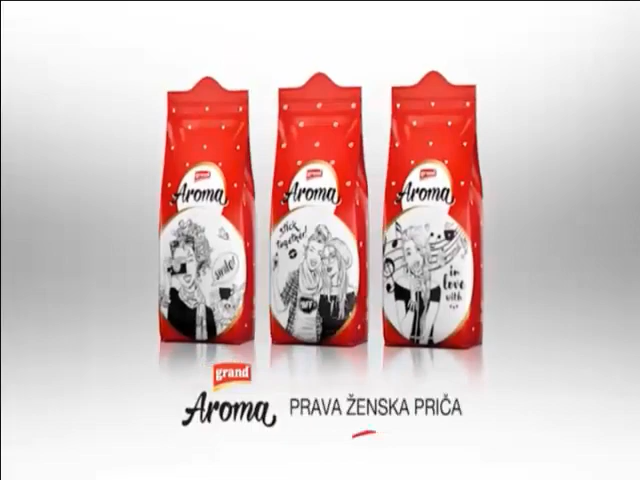 grand
Aroma
smile!
grand
Aroma
stick
together!
grand
Aroma
in
love
with
...
grand
Aroma PRAVA ŽENSKA PRIČA